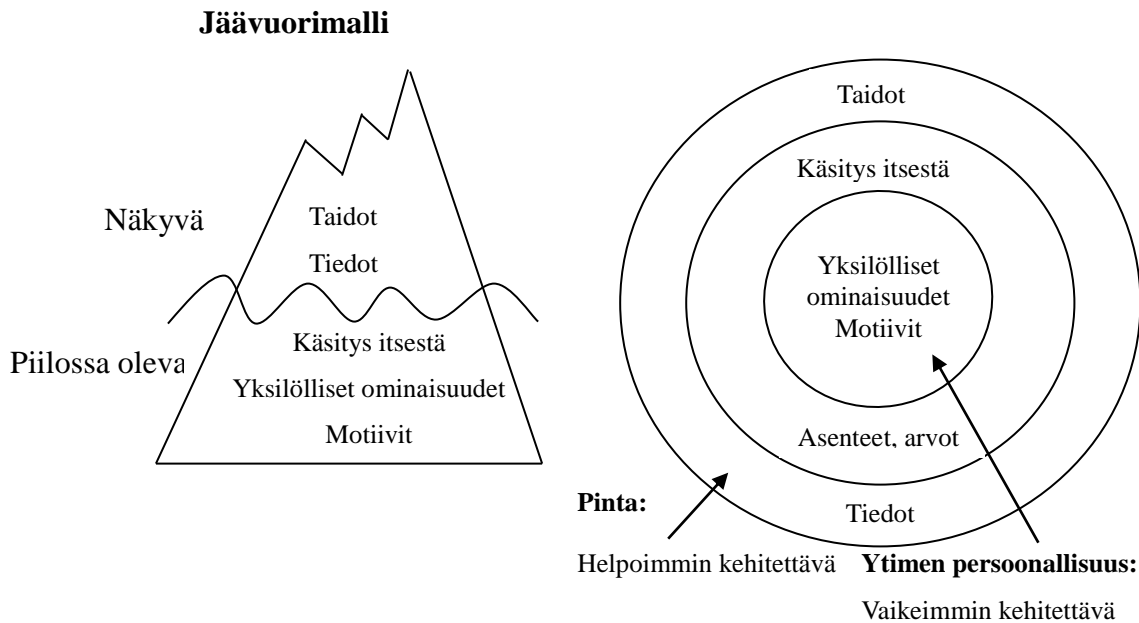 Jäävuorimalli
Näkyvä
Taidot
Tiedot
Piilossa oleva
Käsitys itsestä
Yksilölliset ominaisuudet
Motiivit
Taidot
Käsitys itsestä
Yksilölliset
ominaisuudet
Motiivit
Asenteet, arvot
Tiedot
Pinta:
Helpoimmin kehitettävä
Ytimen persoonallisuus:
Vaikeimmin kehitettävä